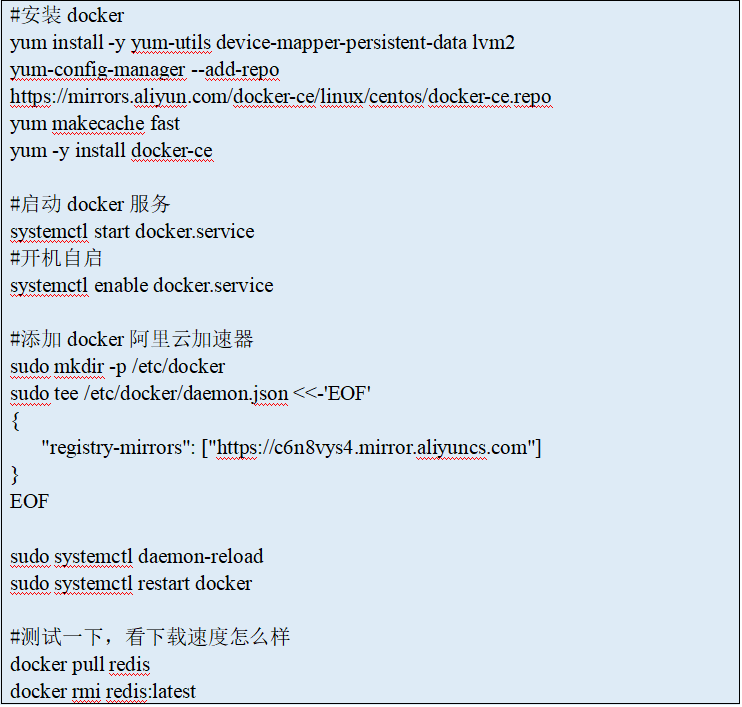 #安装 docker
yum install -y yum-utils device-mapper-persistent-data lvm2
yum-config-manager --add-repo
https://mirrors.aliyun.com/docker-ce/linux/centos/docker-ce.repo
yum makecache fast
yum -y install docker-ce

#启动 docker 服务
systemctl start docker.service
#开机自启
systemctl enable docker.service

#添加 docker 阿里云加速器
sudo mkdir -p /etc/docker
sudo tee /etc/docker/daemon.json <<-'EOF'
{
"registry-mirrors": ["https://c6n8vys4.mirror.aliyuncs.com"]
}
EOF

sudo systemctl daemon-reload
sudo systemctl restart docker

#测试一下，看下载速度怎么样
docker pull redis
docker rmi redis:latest